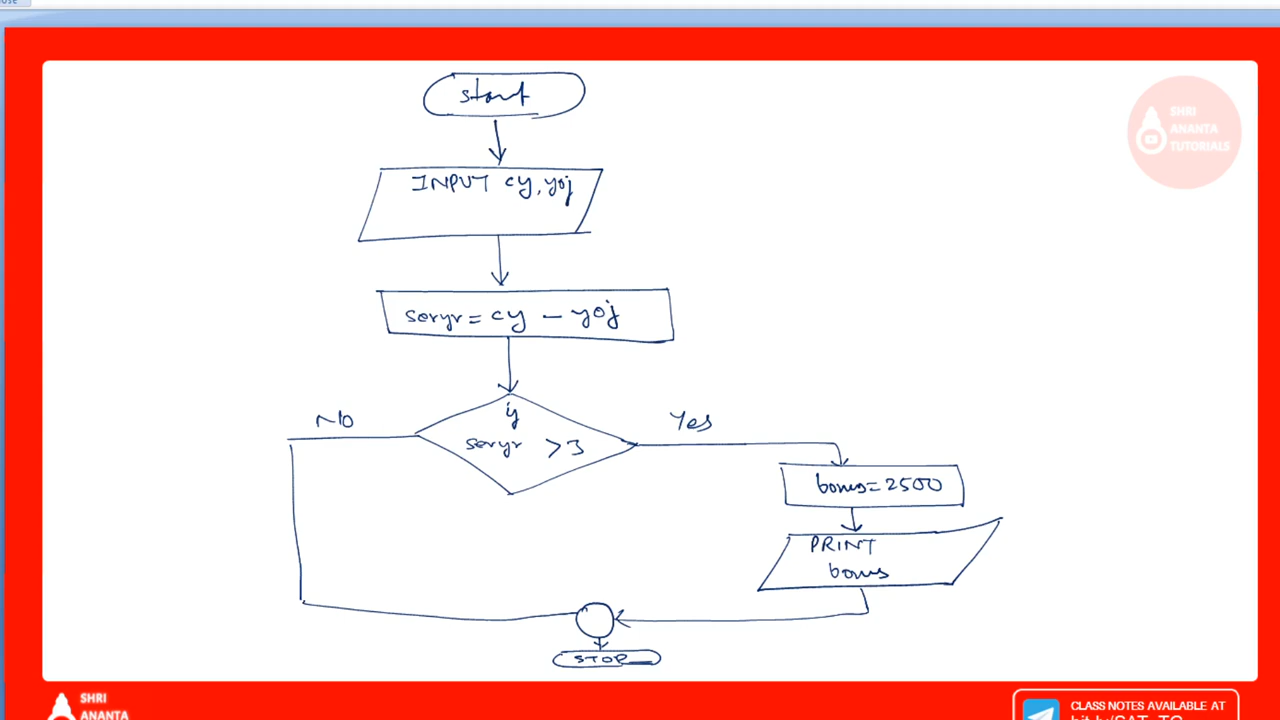 start
INPUT cy, yoj
seryr = cy - yoj
if
seryr > 3
No
Yes
bonus = 2500
PRINT
bonus
STOP
SHRI
ANANTA
TUTORIALS
SHRI
ANANTA
CLASS NOTES AVAILABLE AT